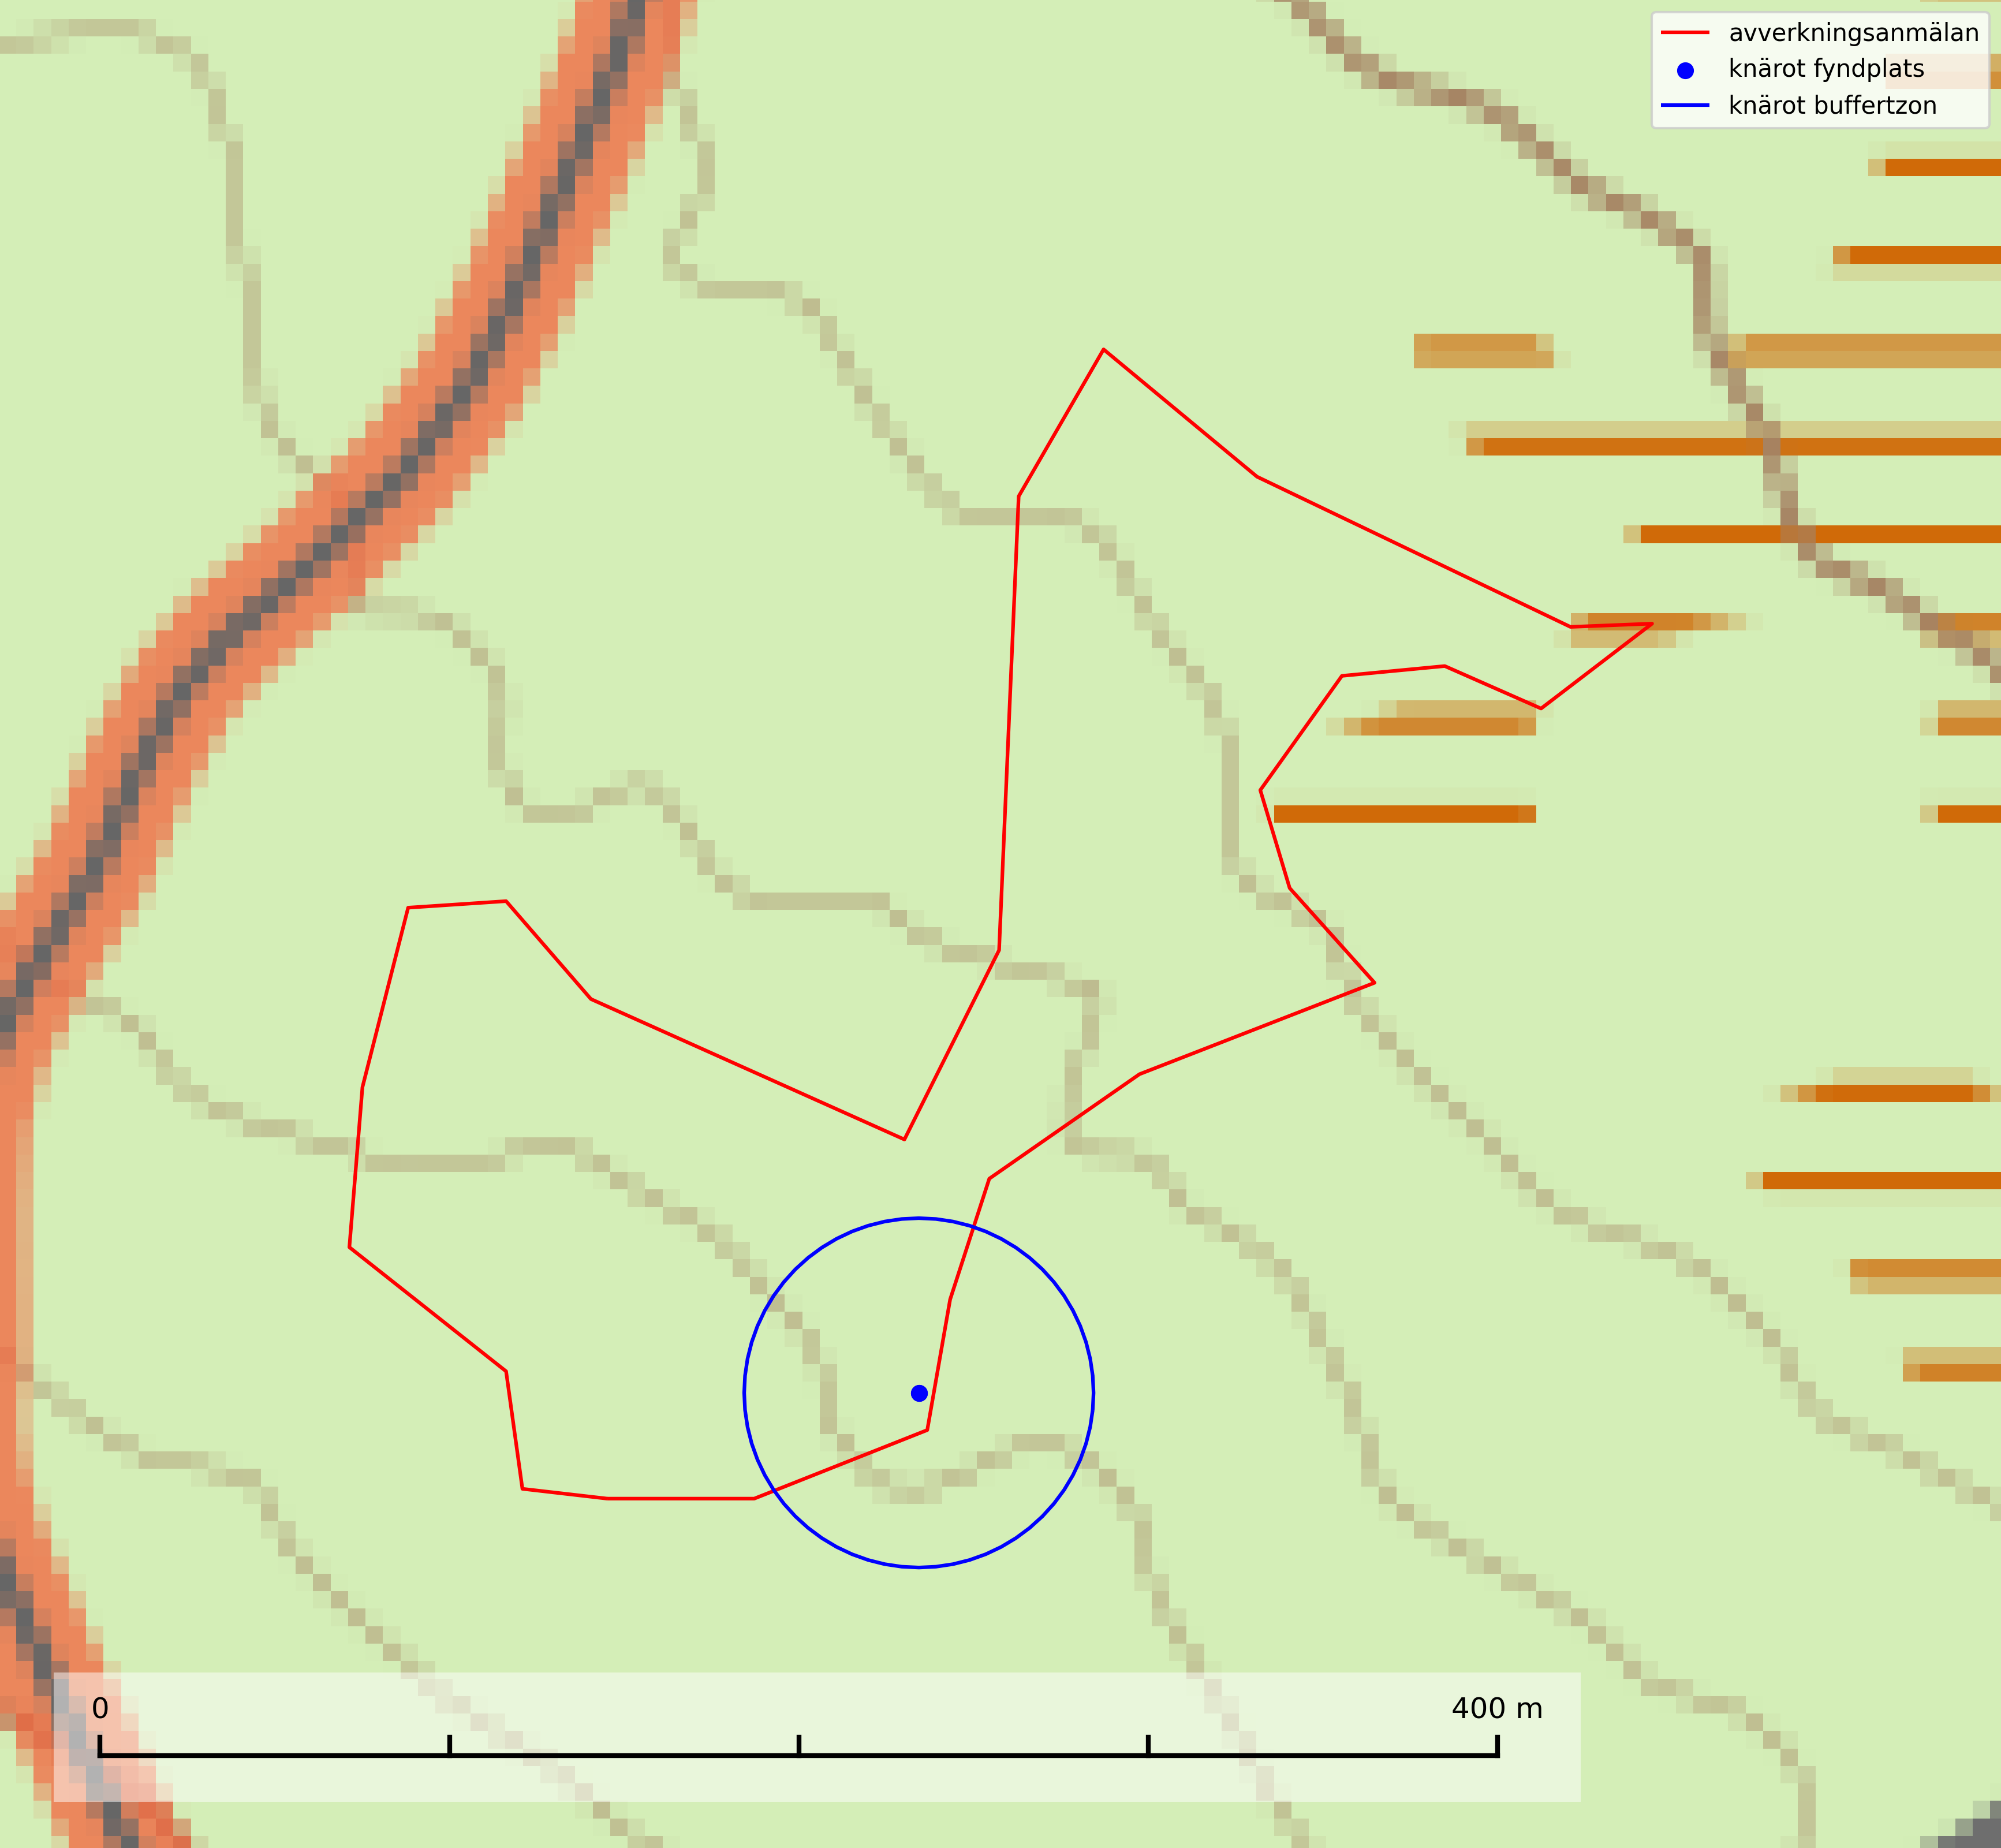 avverkningsanmälan
knärot fyndplats
knärot buffertzon
0
400 m